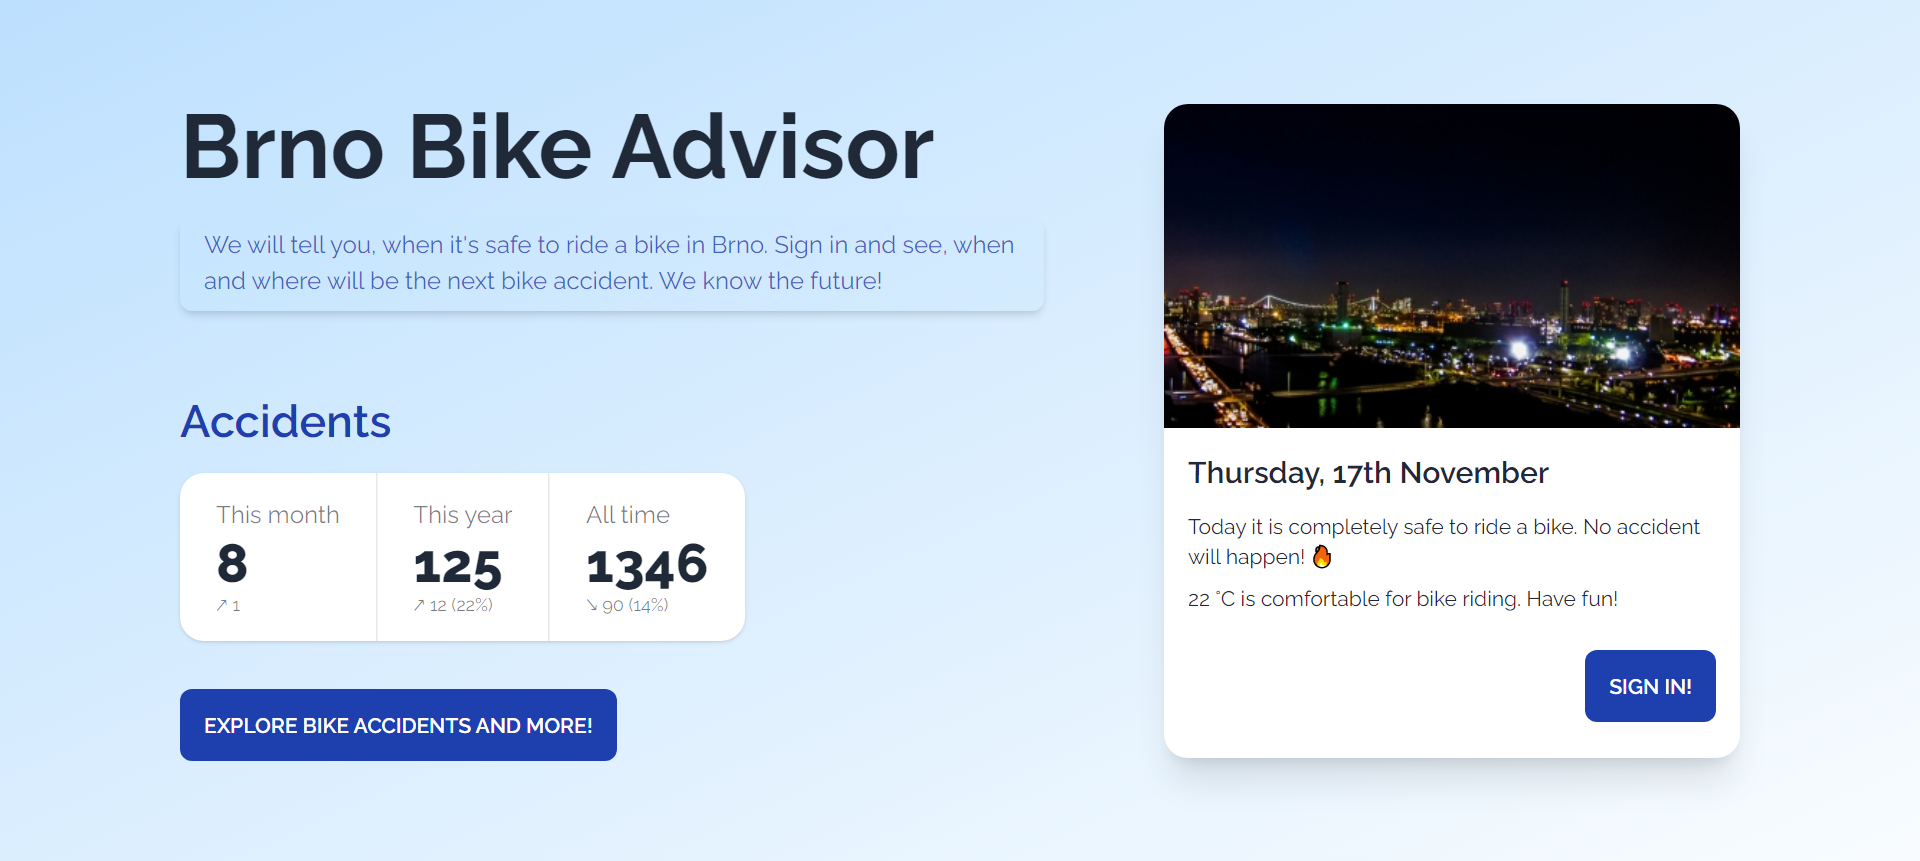 Brno Bike Advisor
We will tell you, when it's safe to ride a bike in Brno. Sign in and see, when
and where will be the next bike accident. We know the future!
Accidents
This month
8
↗ 1
This year
125
↗ 12 (22%)
All time
1346
↘ 90 (14%)
EXPLORE BIKE ACCIDENTS AND MORE!
Thursday, 17th November
Today it is completely safe to ride a bike. No accident
will happen! 🔥
22 °C is comfortable for bike riding. Have fun!
SIGN IN!